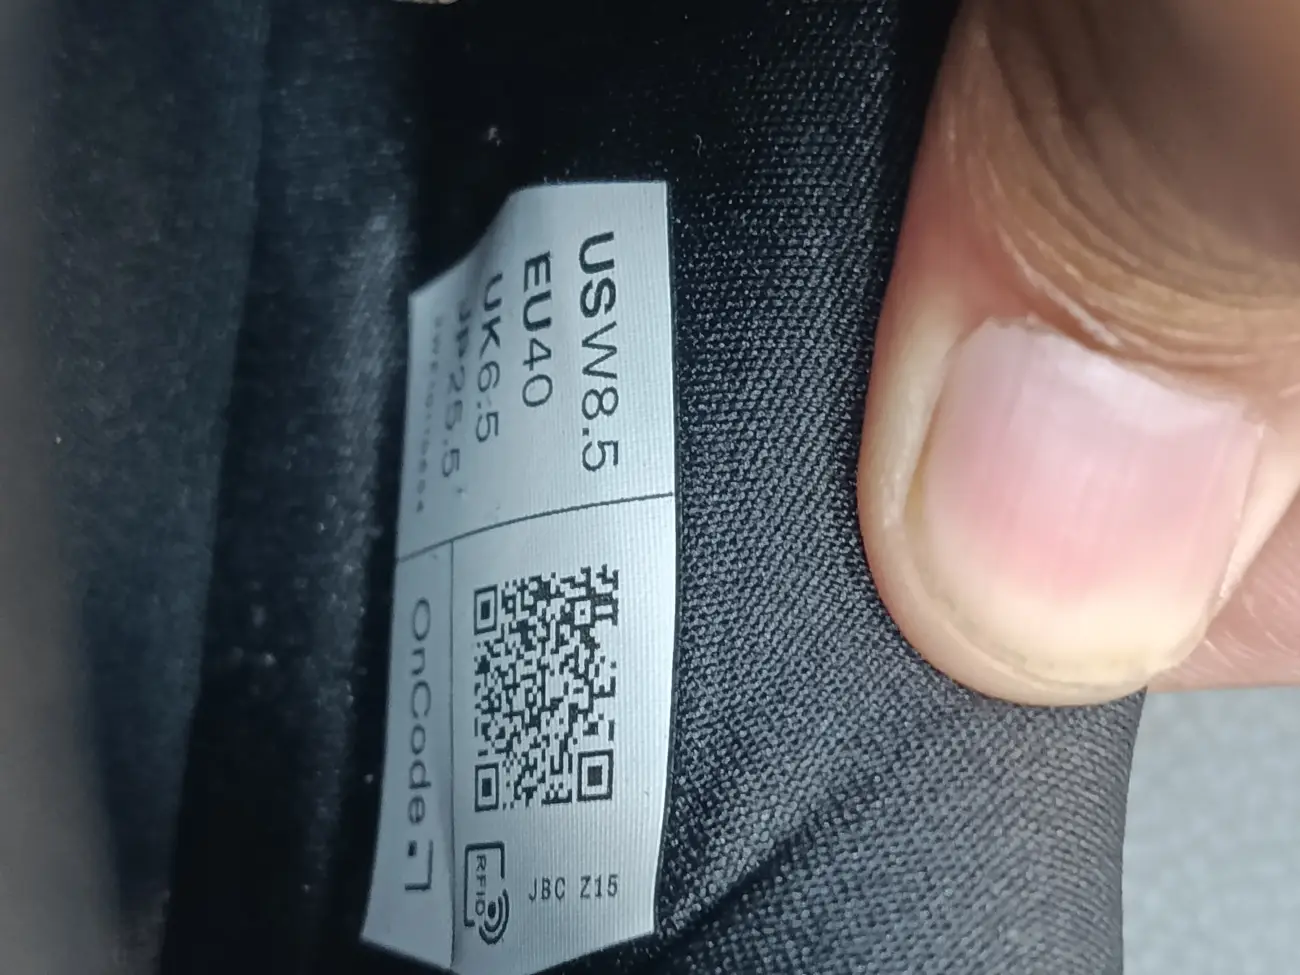 USW8.5
EU40
UK6.5
JP25.5
OnCode
RFID
JBC Z15